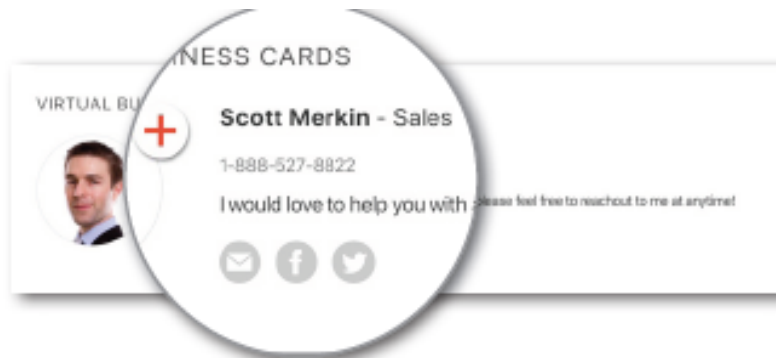 INESS CARDS
VIRTUAL BU
Scott Merkin - Sales
1-888-527-8822
I would love to help you with please feel free to reachout to me at anytime!